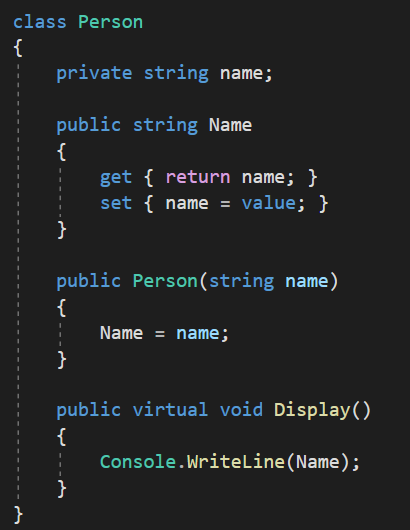 class Person
{
    private string name;

    public string Name
    {
        get { return name; }
        set { name = value; }
    }

    public Person(string name)
    {
        Name = name;
    }

    public virtual void Display()
    {
        Console.WriteLine(Name);
    }
}